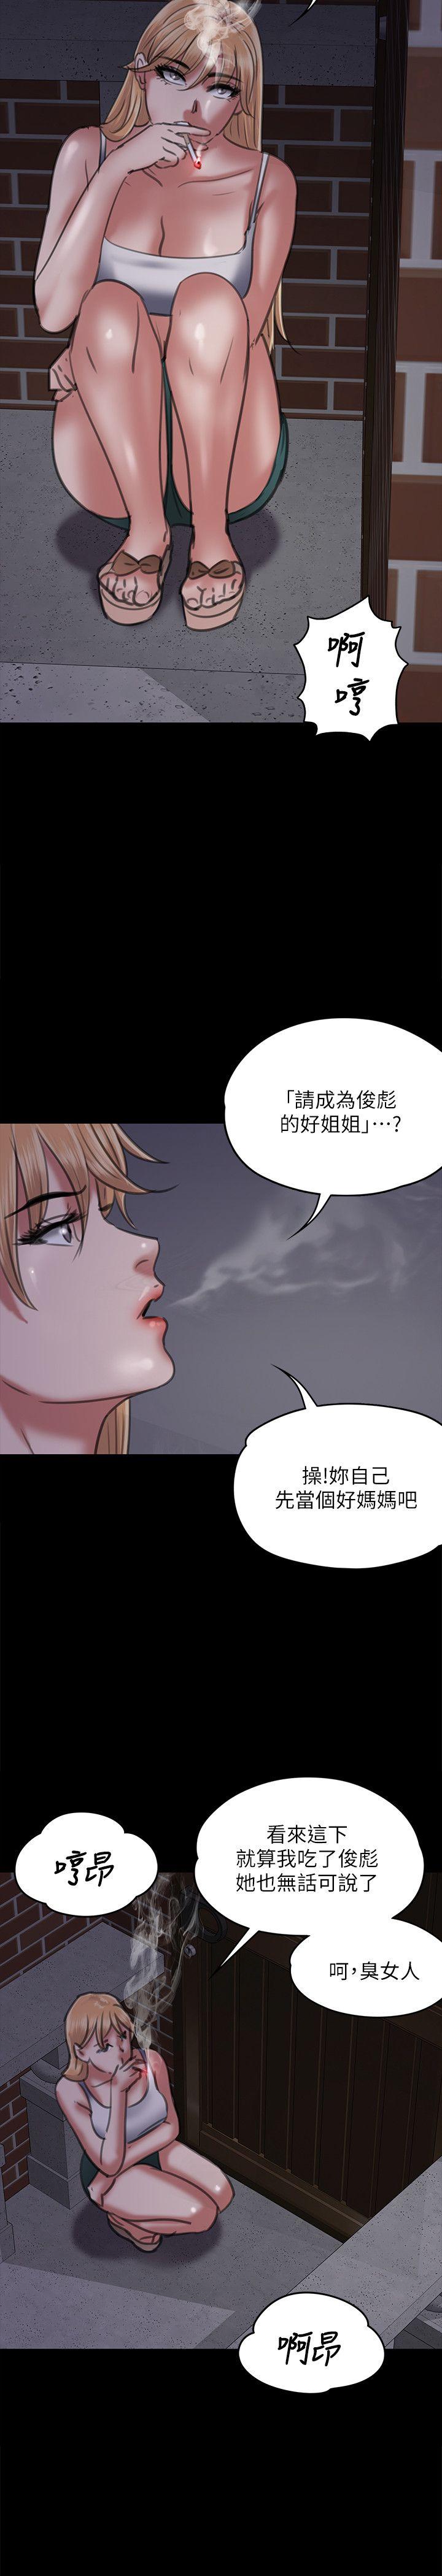 啊
哼
「請成為俊彪
的好姐姐」…?
操!妳自己
先當個好媽媽吧
哼昂
看來這下
就算我吃了俊彪
她也無話可說了
呵,臭女人
啊昂